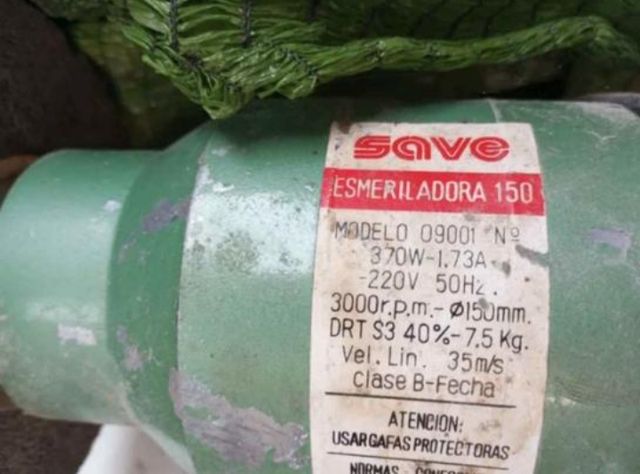 save
ESMERILADORA 150
MODELO 09001 Nº
370W-1.73A
-220V 50Hz.
3000r.p.m.- Ø150mm.
DRT S3 40%-7.5 Kg.
Vel. Lin. 35m/s
Clase B-Fecha
ATENCION:
USAR GAFAS PROTECTORAS
NORMAS